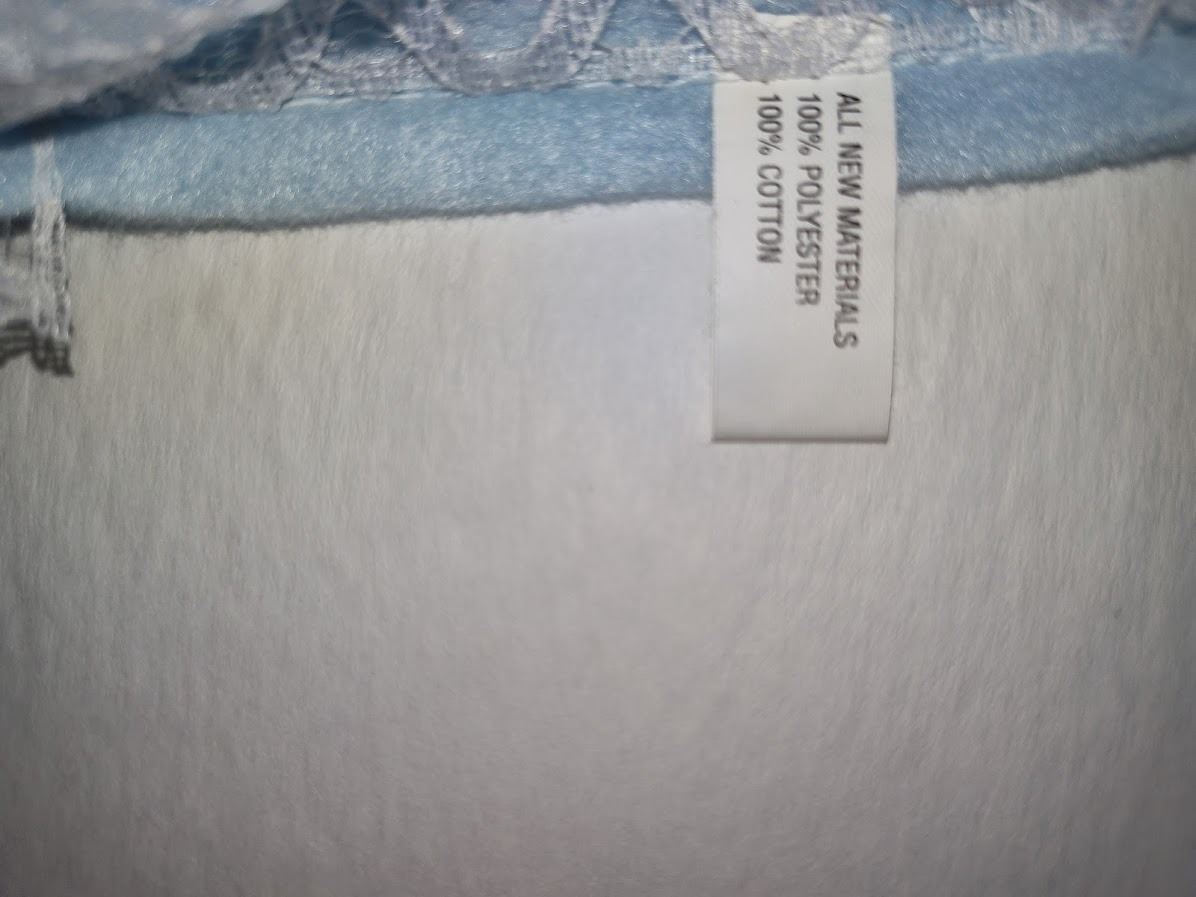 ALL NEW MATERIALS
100% POLYESTER
100% COTTON